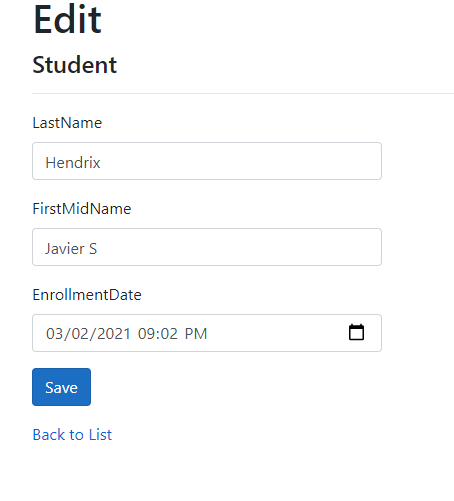 Edit
Student
LastName
Hendrix
FirstMidName
Javier S
EnrollmentDate
03/02/2021 09:02 PM
Save
Back to List